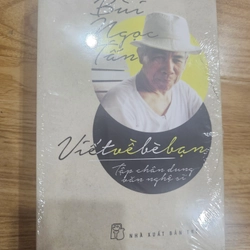 Bùi
Ngọc
Tấn
Viết về bè bạn
Tập chân dung
văn nghệ sĩ
NHÀ XUẤT BẢN TRẺ